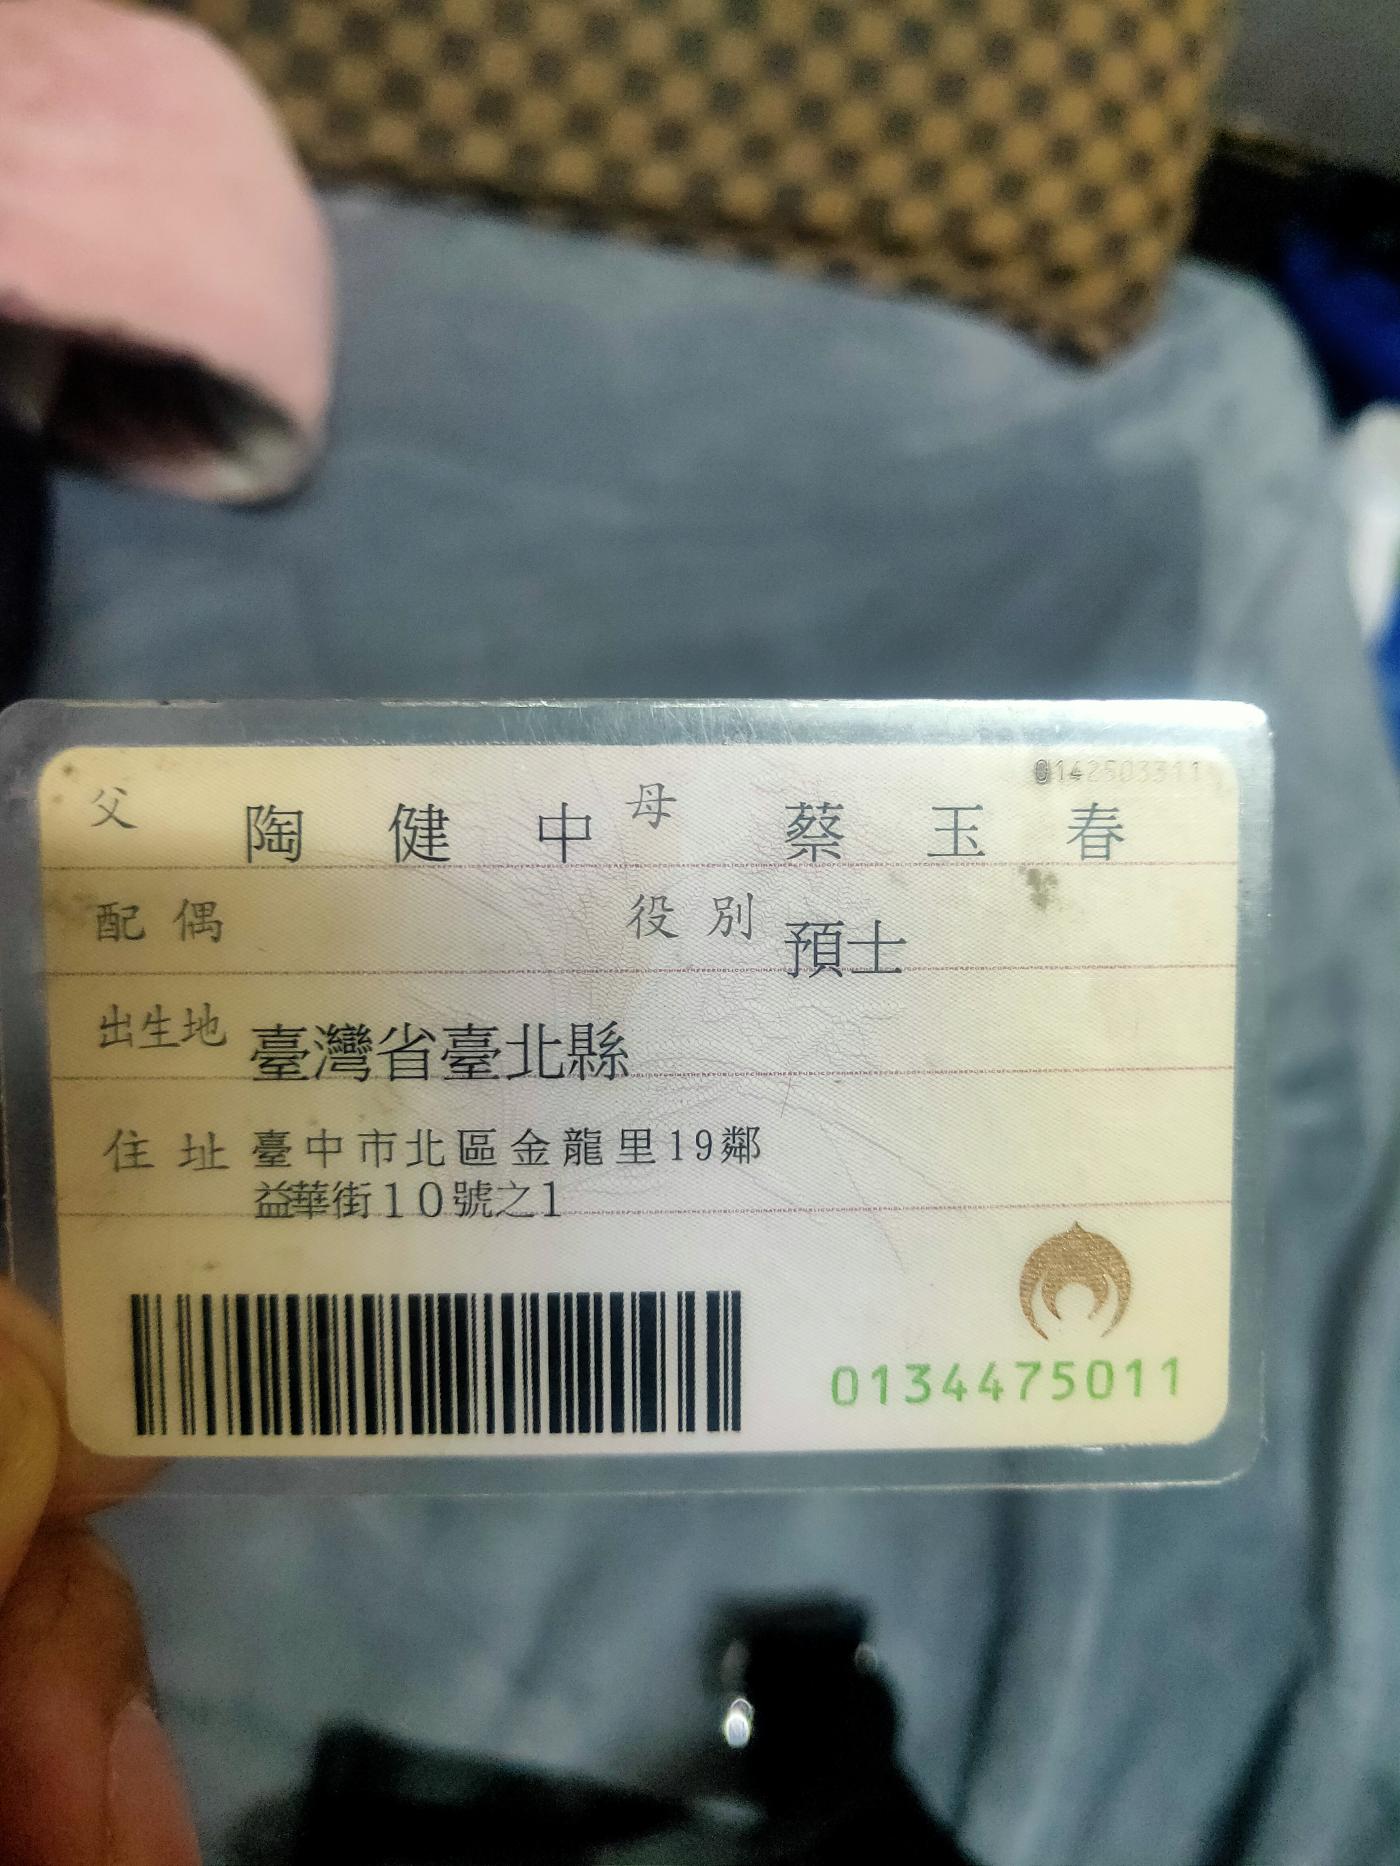 0142503311
父 陶健中 母 蔡玉春
配偶 役別 預士
出生地 臺灣省臺北縣
住址 臺中市北區金龍里19鄰
益華街10號之1
0134475011